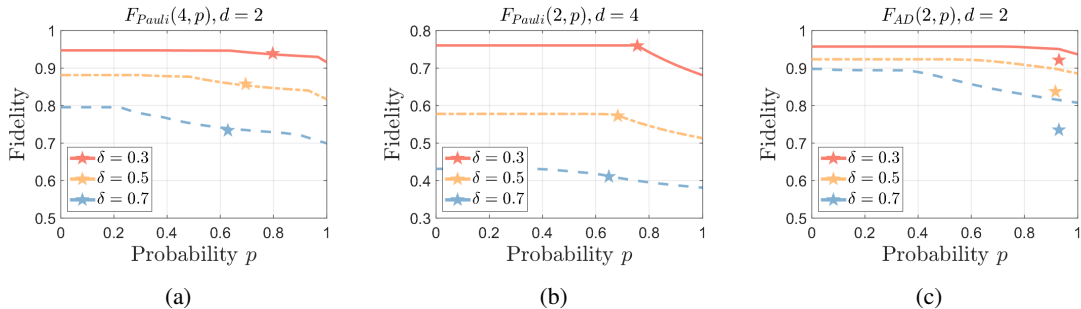 F_{Pauli}(4, p), d = 2
1
0.9
0.8
0.7
0.6
0.5
Fidelity
δ = 0.3
δ = 0.5
δ = 0.7
0 0.2 0.4 0.6 0.8 1
Probability p
(a)
F_{Pauli}(2, p), d = 4
0.8
0.7
0.6
0.5
0.4
0.3
Fidelity
δ = 0.3
δ = 0.5
δ = 0.7
0 0.2 0.4 0.6 0.8 1
Probability p
(b)
F_{AD}(2, p), d = 2
1
0.9
0.8
0.7
0.6
0.5
Fidelity
δ = 0.3
δ = 0.5
δ = 0.7
0 0.2 0.4 0.6 0.8 1
Probability p
(c)